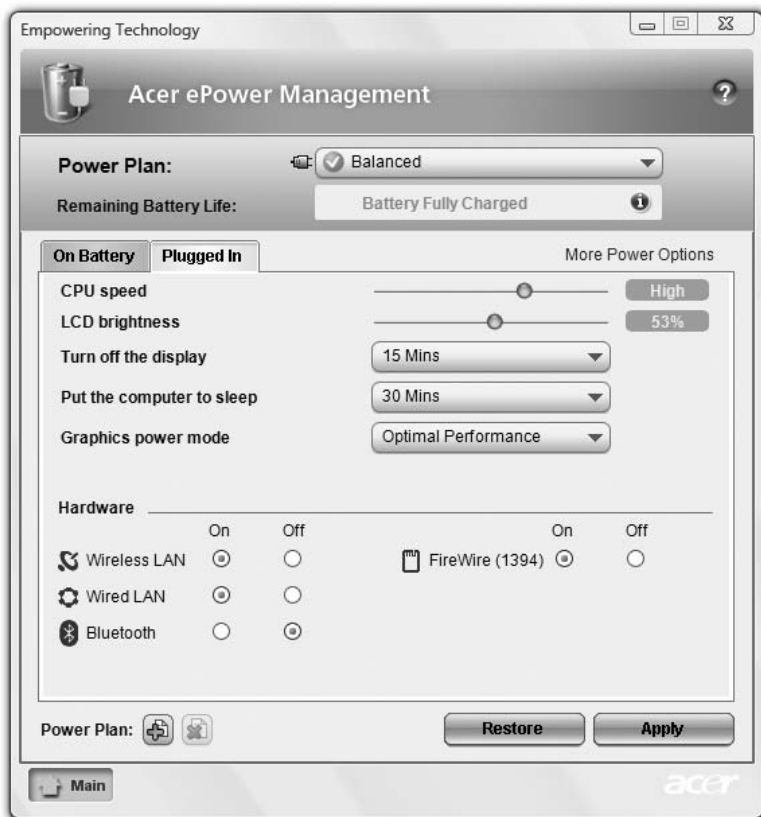 Empowering Technology
Acer ePower Management
?
Power Plan: Balanced
Remaining Battery Life: Battery Fully Charged
On Battery Plugged In More Power Options
CPU speed High
LCD brightness 53%
Turn off the display 15 Mins
Put the computer to sleep 30 Mins
Graphics power mode Optimal Performance
Hardware
On Off On Off
Wireless LAN FireWire (1394)
Wired LAN
Bluetooth
Power Plan: Restore Apply
Main acer